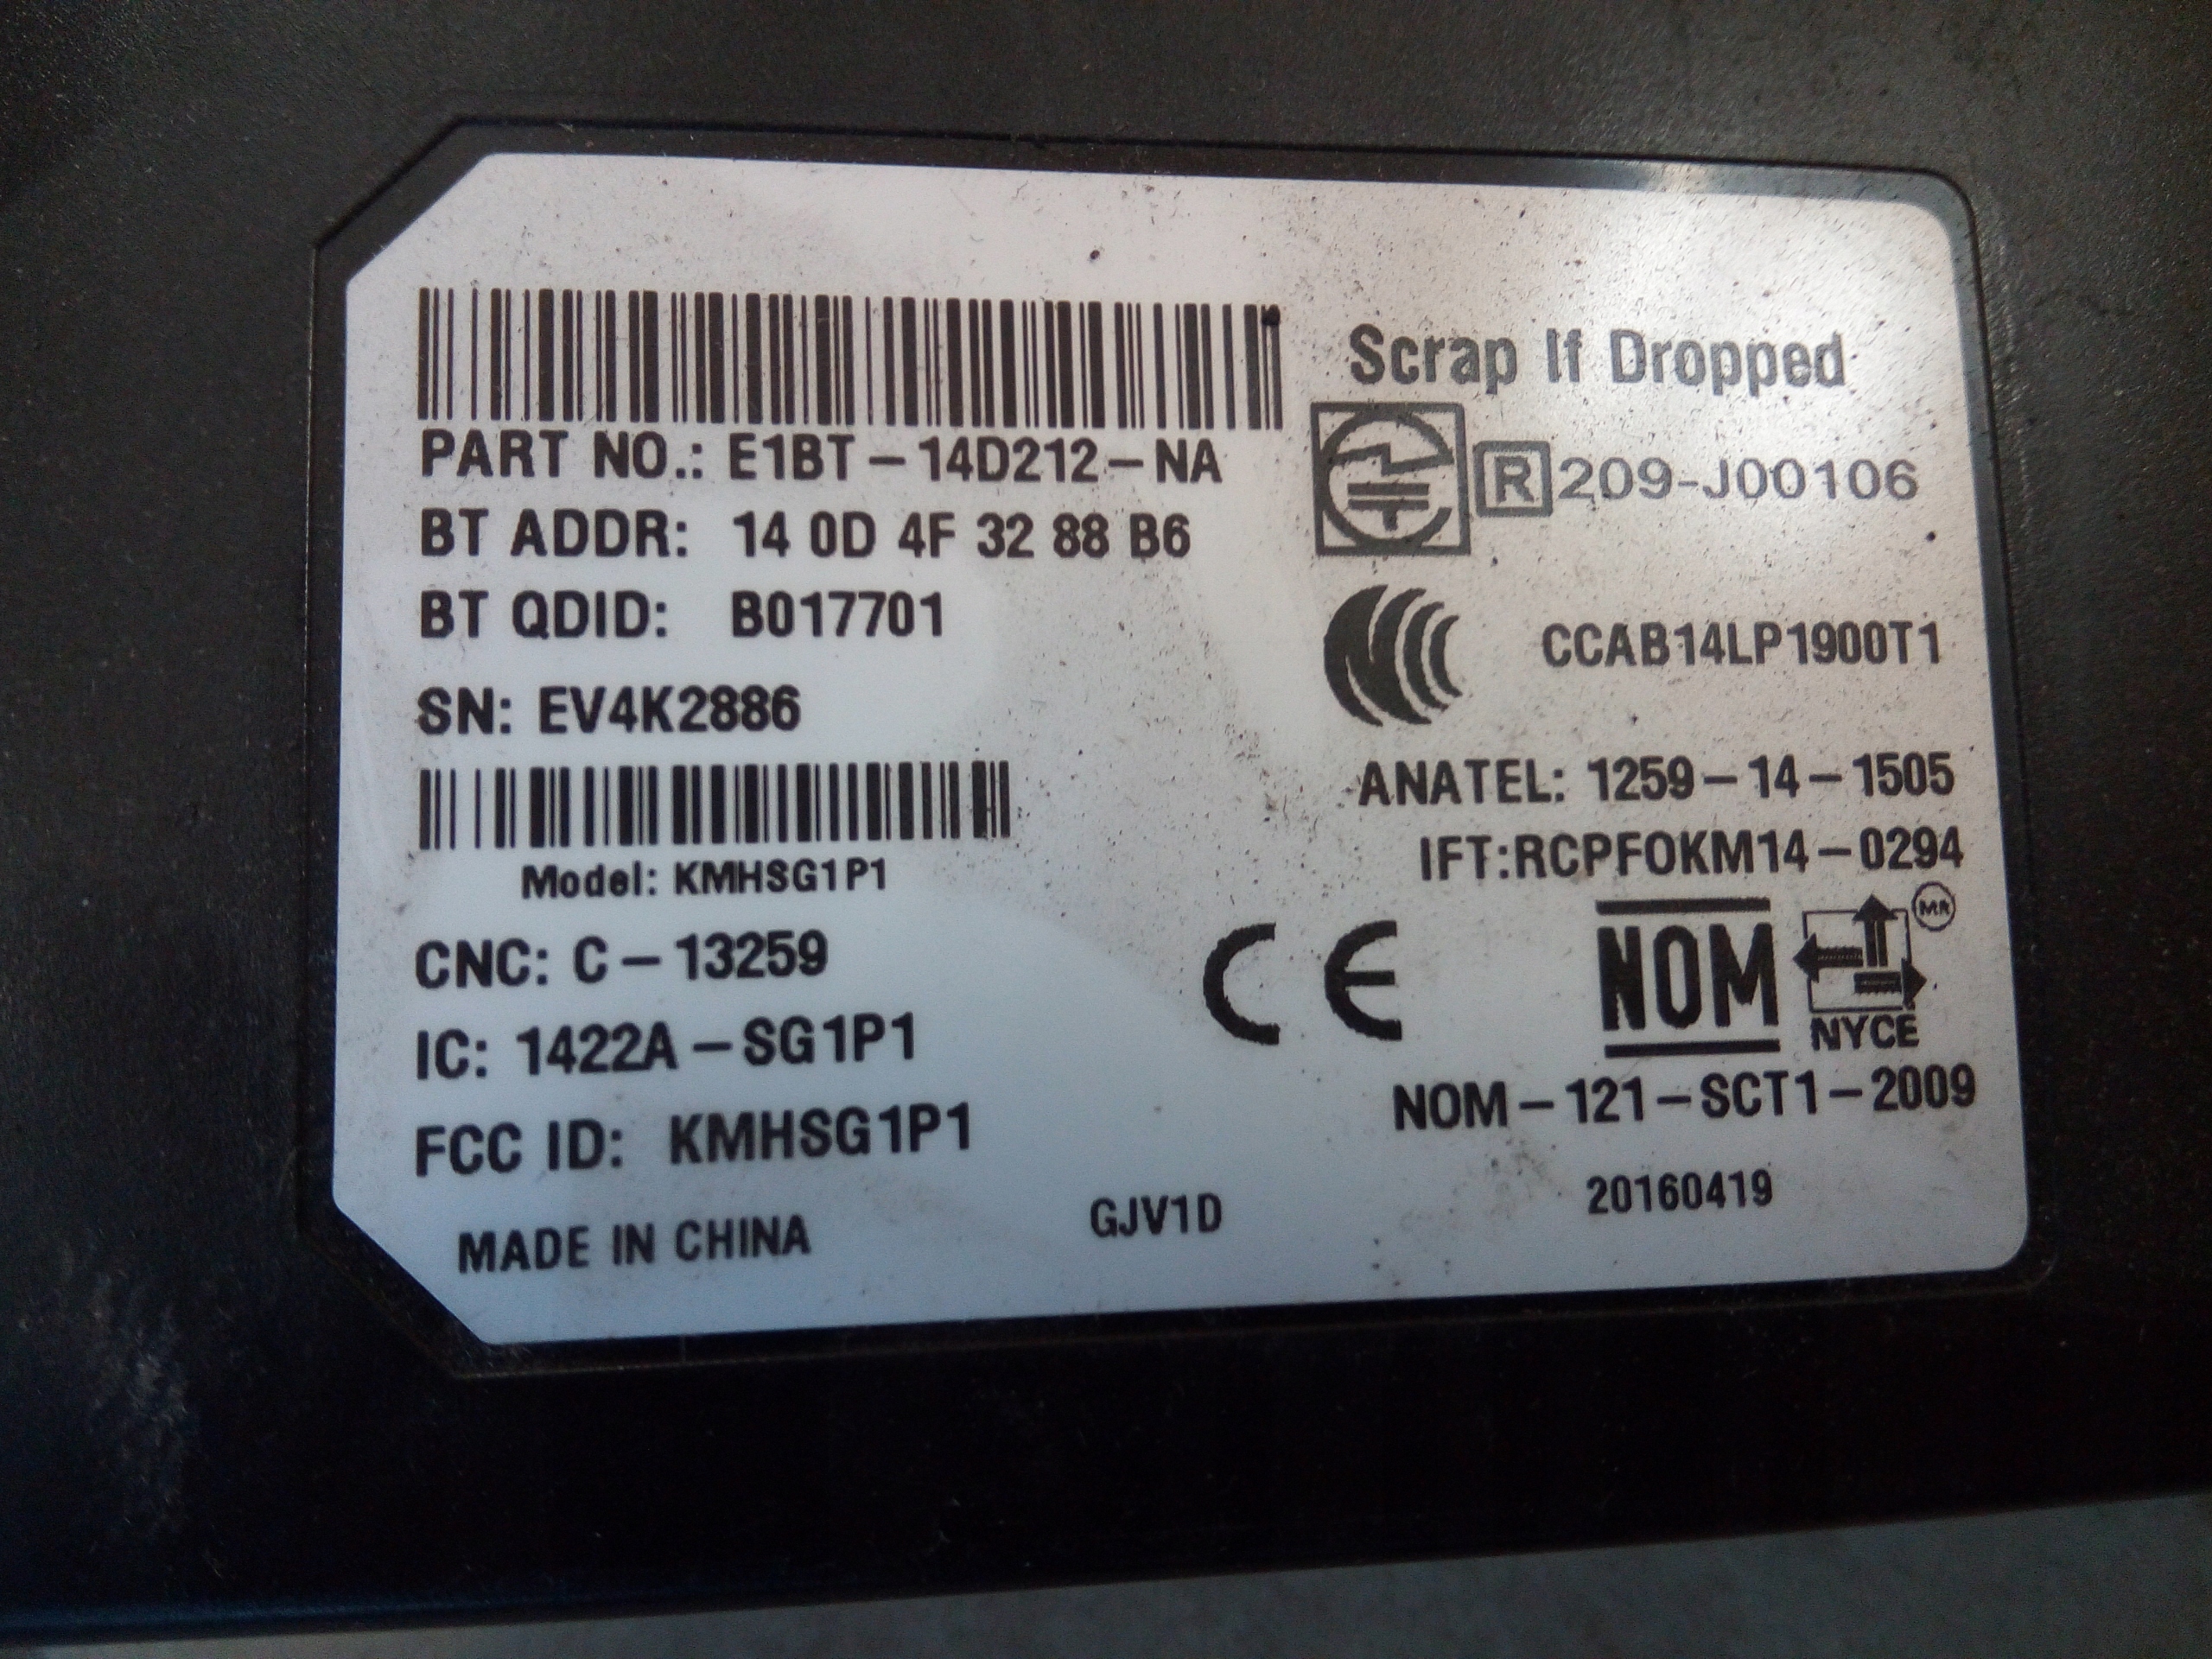 Scrap If Dropped
PART NO.: E1BT-14D212-NA
R 209-J00106
BT ADDR: 14 0D 4F 32 88 B6
BT QDID: B017701
CCAB14LP1900T1
SN: EV4K2886
ANATEL: 1259-14-1505
IFT:RCPFOKM14-0294
Model: KMHSG1P1
CNC: C-13259
CE
NOM
MR
NYCE
IC: 1422A-SG1P1
NOM-121-SCT1-2009
FCC ID: KMHSG1P1
MADE IN CHINA
GJV1D
20160419